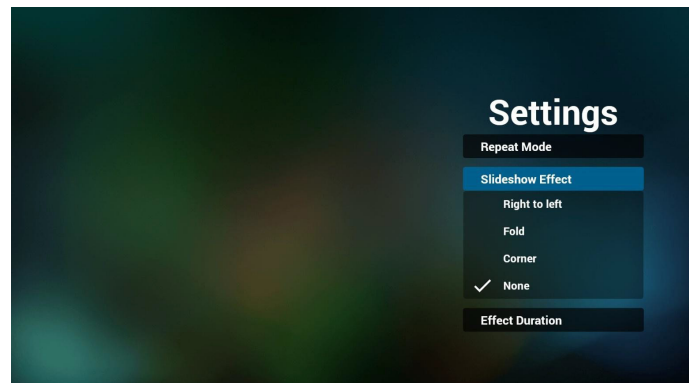 Settings
Repeat Mode
Slideshow Effect
Right to left
Fold
Corner
None
Effect Duration